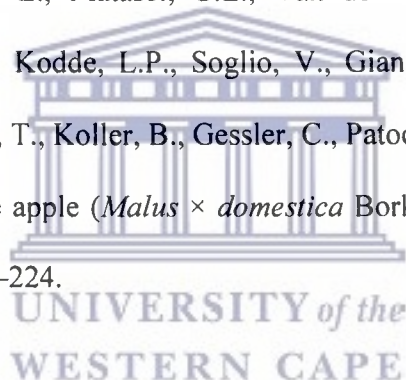 Kodde, L.P., Soglio, V., Gian
T., Koller, B., Gessler, C., Patoc
apple (Malus × domestica Bork
–224.
UNIVERSITY of the
WESTERN CAPE